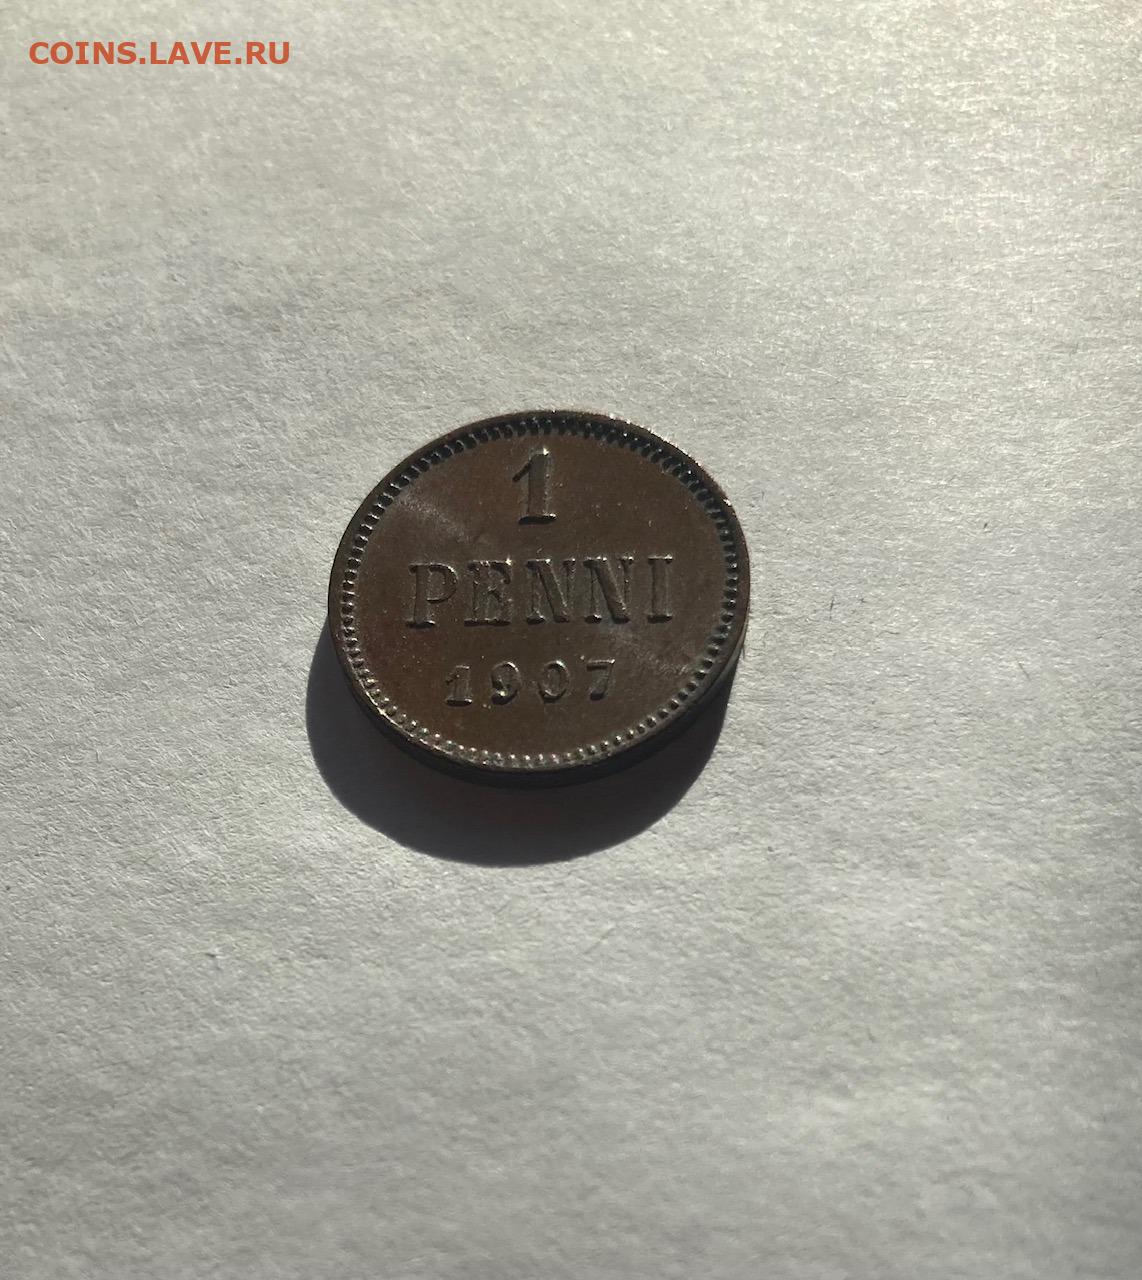 COINS.LAVE.RU
1
PENNI
1907